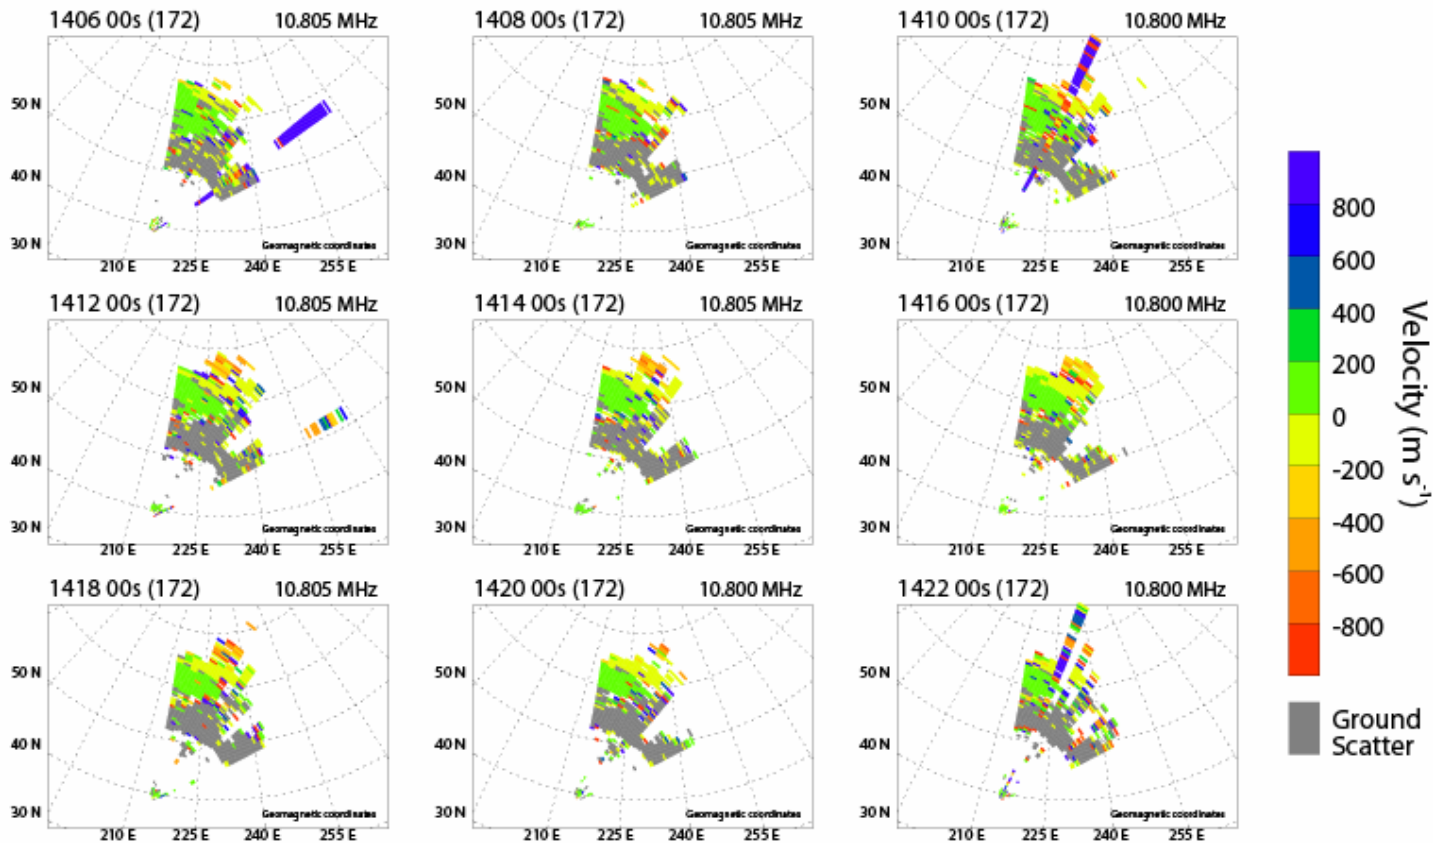 1406 00s (172) 10.805 MHz
50 N
40 N
30 N
Geomagnetic coordinates
210 E 225 E 240 E 255 E
1408 00s (172) 10.805 MHz
50 N
40 N
30 N
Geomagnetic coordinates
210 E 225 E 240 E 255 E
1410 00s (172) 10.800 MHz
50 N
40 N
30 N
Geomagnetic coordinates
210 E 225 E 240 E 255 E
1412 00s (172) 10.805 MHz
50 N
40 N
30 N
Geomagnetic coordinates
210 E 225 E 240 E 255 E
1414 00s (172) 10.805 MHz
50 N
40 N
30 N
Geomagnetic coordinates
210 E 225 E 240 E 255 E
1416 00s (172) 10.800 MHz
50 N
40 N
30 N
Geomagnetic coordinates
210 E 225 E 240 E 255 E
1418 00s (172) 10.805 MHz
50 N
40 N
30 N
Geomagnetic coordinates
210 E 225 E 240 E 255 E
1420 00s (172) 10.800 MHz
50 N
40 N
30 N
Geomagnetic coordinates
210 E 225 E 240 E 255 E
1422 00s (172) 10.800 MHz
50 N
40 N
30 N
Geomagnetic coordinates
210 E 225 E 240 E 255 E
800
600
400
200
0
-200
-400
-600
-800
Velocity (m s⁻¹)
Ground
Scatter